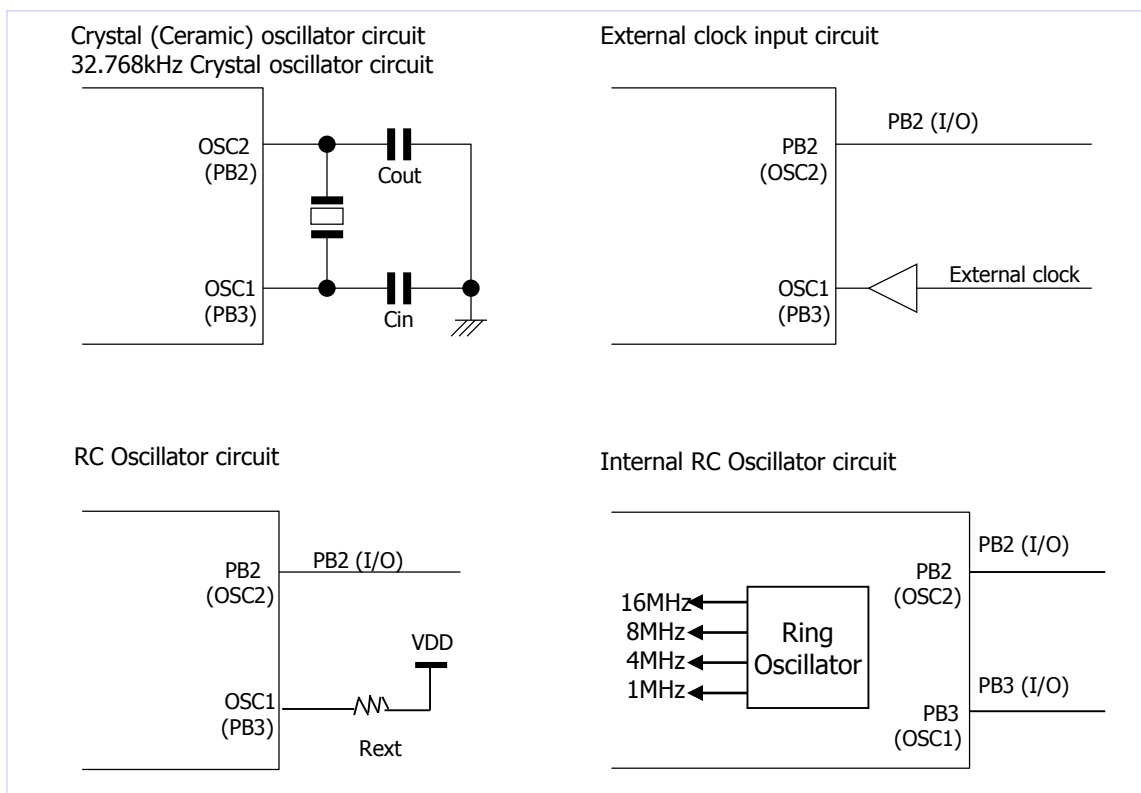 Crystal (Ceramic) oscillator circuit
32.768kHz Crystal oscillator circuit
OSC2
(PB2)
Cout
OSC1
(PB3)
Cin
External clock input circuit
PB2 (I/O)
PB2
(OSC2)
External clock
OSC1
(PB3)
RC Oscillator circuit
PB2 (I/O)
PB2
(OSC2)
VDD
OSC1
(PB3)
Rext
Internal RC Oscillator circuit
PB2 (I/O)
PB2
(OSC2)
16MHz
8MHz
4MHz
1MHz
Ring
Oscillator
PB3 (I/O)
PB3
(OSC1)